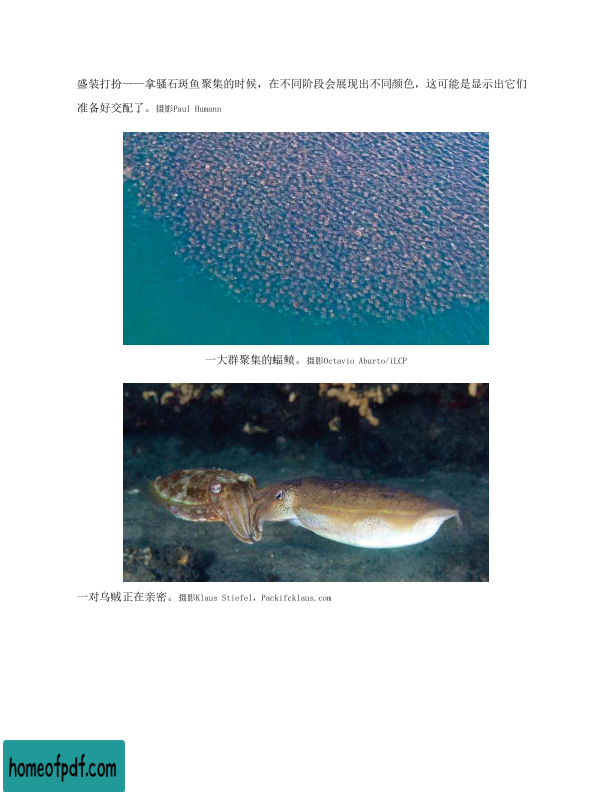 盛装打扮——拿骚石斑鱼聚集的时候，在不同阶段会展现出不同颜色，这可能是显示出它们
准备好交配了。摄影Paul Humann
一大群聚集的蝠鲼。摄影Octavio Aburto/iLCP
一对乌贼正在亲密。摄影Klaus Stiefel，Packifcklaus.com
homeofpdf.com